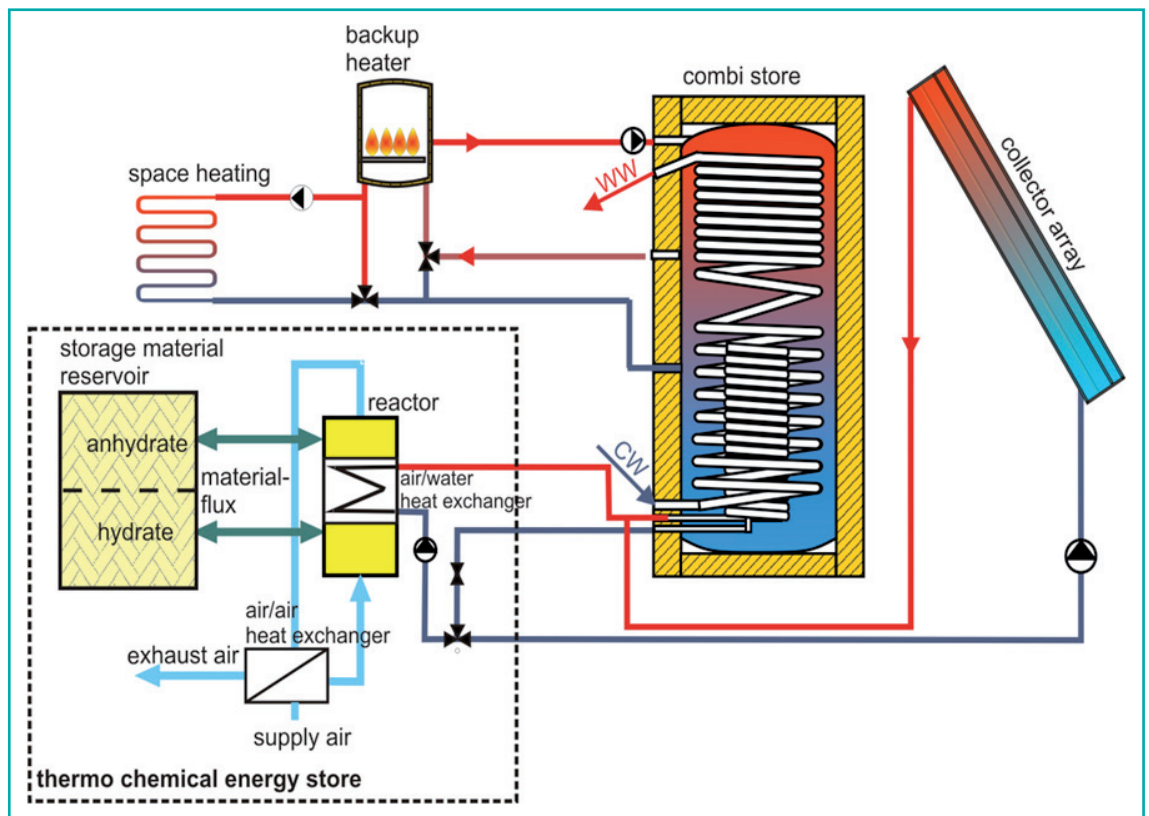 backup
heater
combi store
space heating
WW
collector array
storage material
reservoir
reactor
anhydrate
material-
flux
air/water
heat exchanger
CW
hydrate
air/air
heat exchanger
exhaust air
supply air
thermo chemical energy store